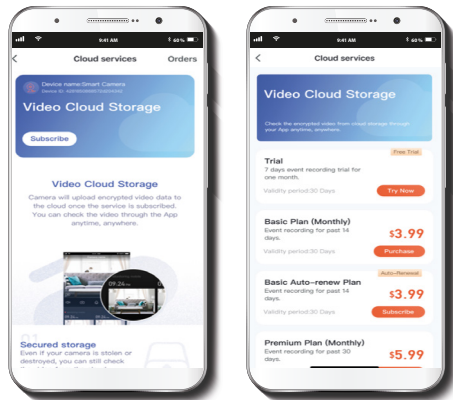 9:41 AM
60%
Cloud services
Orders
Device name:Smart Camera
Video Cloud Storage
Subscribe
Video Cloud Storage
Camera will upload encrypted video data to
the cloud once the service is subscribed.
You can check the video through the App
anytime, anywhere.
09:24
01
Secured storage
Even if your camera is stolen or
destroyed, you can still check
9:41 AM
60%
Cloud services
Video Cloud Storage
Check the encrypted video from cloud storage through
your App anytime, anywhere.
Free Trial
Trial
7 days event recording trial for
one month.
Validity period:30 Days
Try Now
Basic Plan (Monthly)
Event recording for past 14
days.
$3.99
Validity period:30 Days
Purchase
Auto-Renewal
Basic Auto-renew Plan
Event recording for past 14
days.
$3.99
Validity period:30 Days
Subscribe
Premium Plan (Monthly)
Event recording for past 30
days.
$5.99